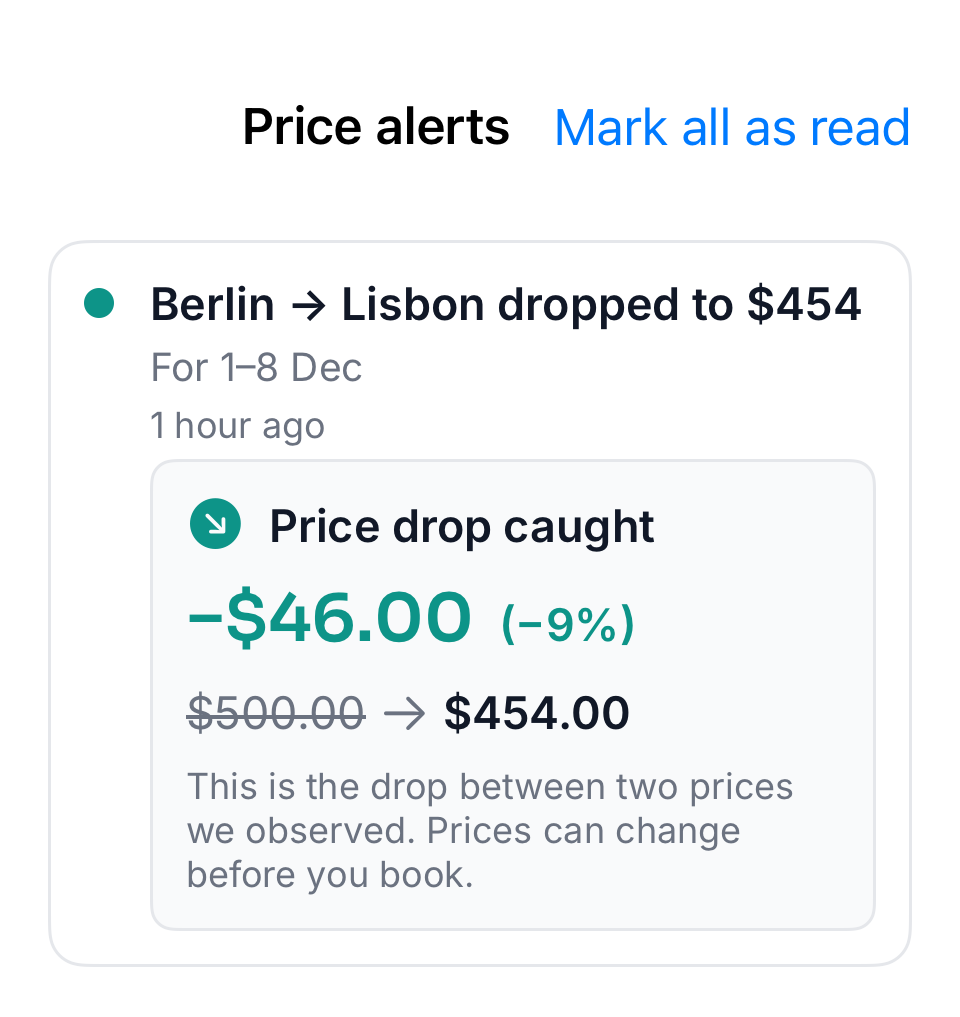 Price alerts Mark all as read
Berlin → Lisbon dropped to $454
For 1–8 Dec
1 hour ago
Price drop caught
−$46.00 (−9%)
$500.00 → $454.00
This is the drop between two prices
we observed. Prices can change
before you book.